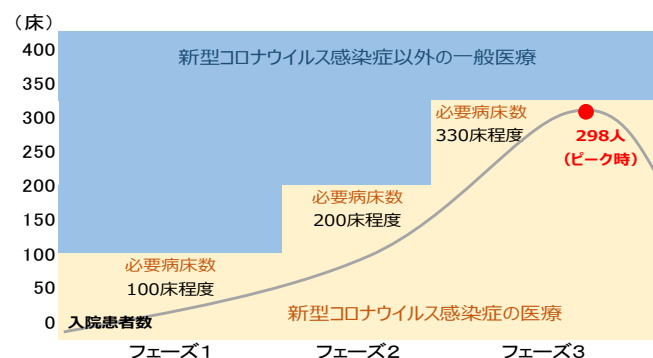 (床)
400
350
300
250
200
150
100
50
0
新型コロナウイルス感染症以外の一般医療
必要病床数
330床程度
298人
(ピーク時)
必要病床数
200床程度
必要病床数
100床程度
新型コロナウイルス感染症の医療
入院患者数
フェーズ1
フェーズ2
フェーズ3